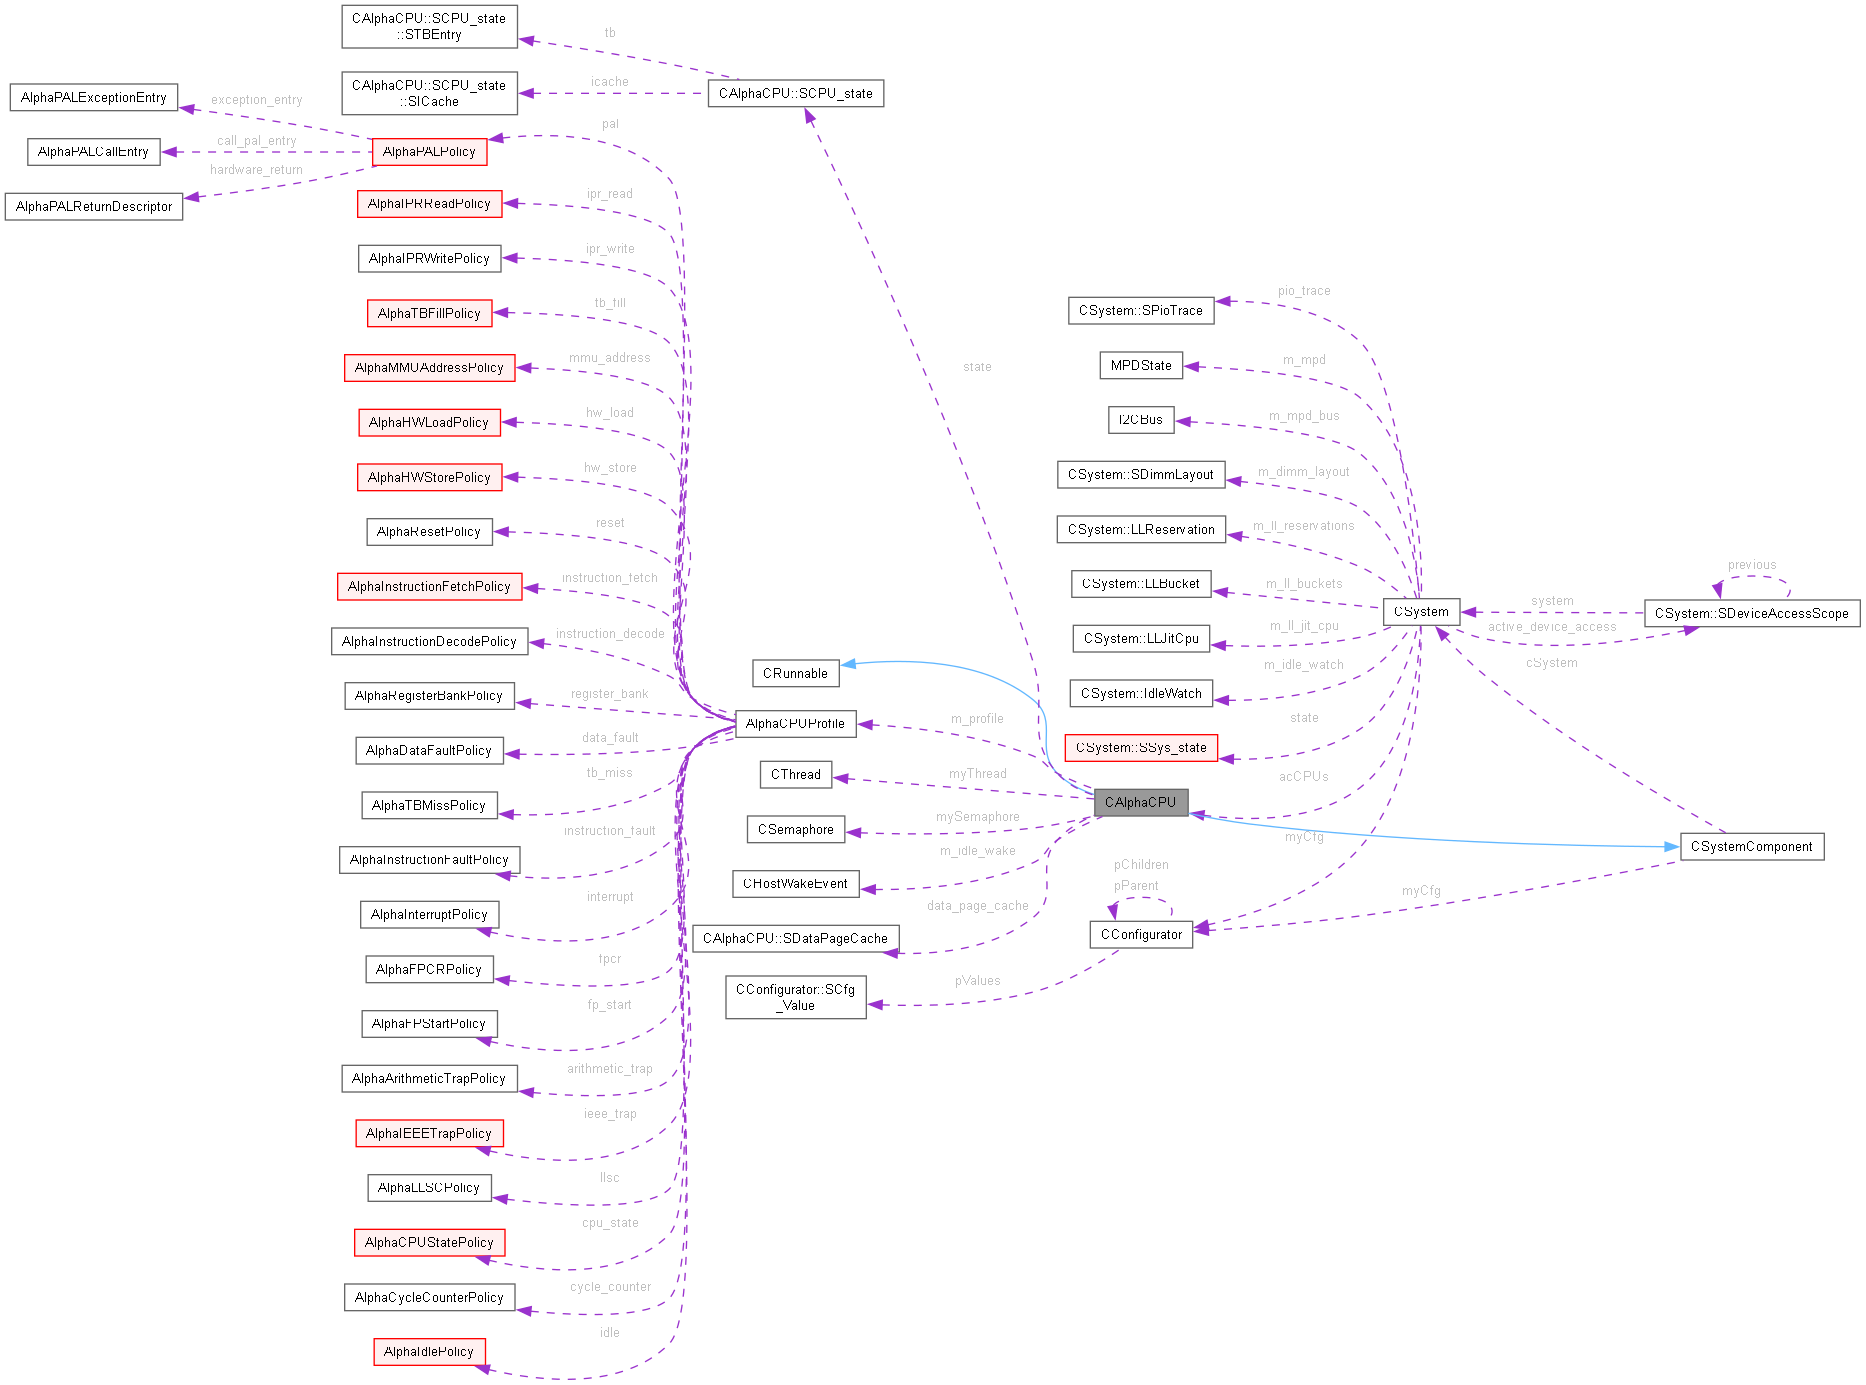 CAlphaCPU::SCPU_state
::STBEntry
tb
CAlphaCPU::SCPU_state
::SICache
icache
CAlphaCPU::SCPU_state
AlphaPALExceptionEntry
exception_entry
AlphaPALCallEntry
call_pal_entry
AlphaPALReturnDescriptor
hardware_return
AlphaPALPolicy
pal
AlphaIPRReadPolicy
ipr_read
AlphaIPRWritePolicy
ipr_write
AlphaTBFillPolicy
tb_fill
AlphaMMUAddressPolicy
mmu_address
AlphaHWLoadPolicy
hw_load
AlphaHWStorePolicy
hw_store
AlphaResetPolicy
reset
AlphaInstructionFetchPolicy
instruction_fetch
AlphaInstructionDecodePolicy
instruction_decode
AlphaRegisterBankPolicy
register_bank
AlphaDataFaultPolicy
data_fault
AlphaTBMissPolicy
tb_miss
AlphaInstructionFaultPolicy
instruction_fault
AlphaInterruptPolicy
interrupt
AlphaFPCRPolicy
fpcr
AlphaFPStartPolicy
fp_start
AlphaArithmeticTrapPolicy
arithmetic_trap
AlphaIEEETrapPolicy
ieee_trap
AlphaLLSCPolicy
llsc
AlphaCPUStatePolicy
cpu_state
AlphaCycleCounterPolicy
cycle_counter
AlphaIdlePolicy
idle
state
CRunnable
AlphaCPUProfile
m_profile
CThread
myThread
CSemaphore
mySemaphore
CHostWakeEvent
m_idle_wake
CAlphaCPU::SDataPageCache
data_page_cache
CConfigurator::SCfg
_Value
pValues
CAlphaCPU
CSystem::SPioTrace
pio_trace
MPDState
m_mpd
I2CBus
m_mpd_bus
CSystem::SDimmLayout
m_dimm_layout
CSystem::LLReservation
m_ll_reservations
CSystem::LLBucket
m_ll_buckets
CSystem::LLJitCpu
m_ll_jit_cpu
CSystem::IdleWatch
m_idle_watch
CSystem::SSys_state
state
acCPUs
myCfg
pChildren
pParent
CConfigurator
CSystem
system
active_device_access
cSystem
previous
CSystem::SDeviceAccessScope
CSystemComponent
myCfg